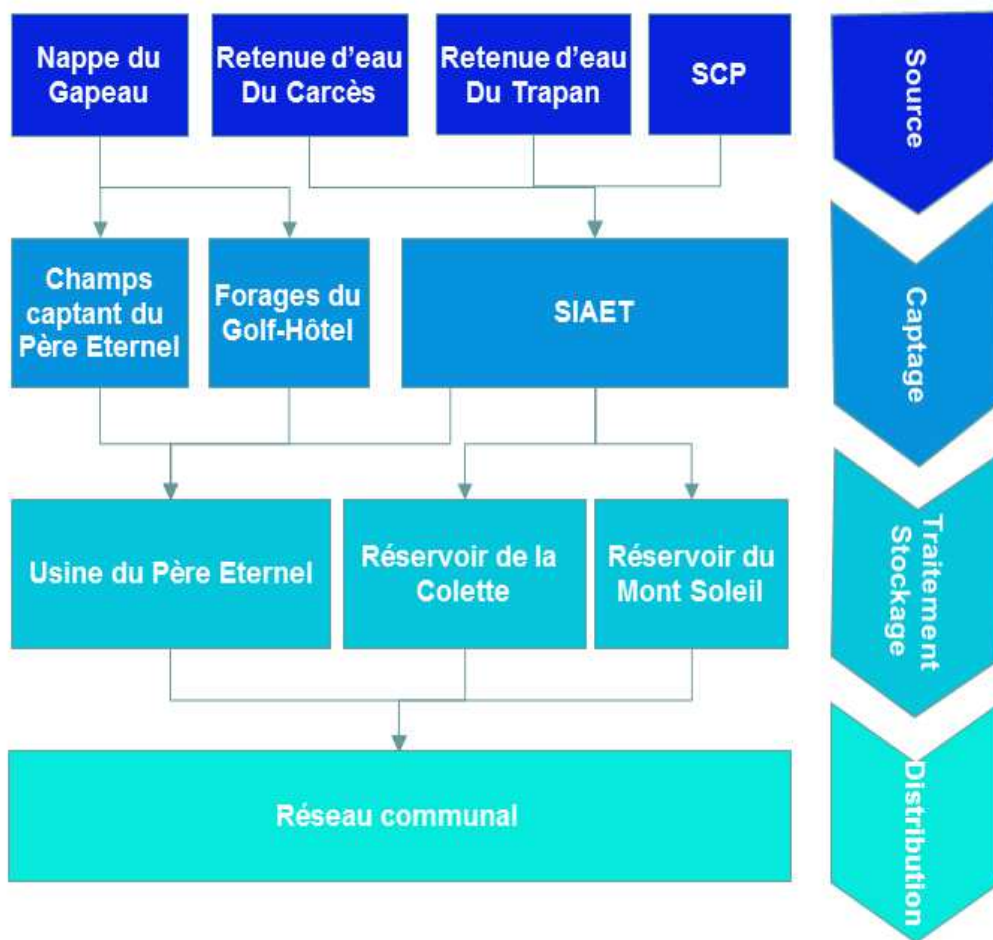 Nappe du
Gapeau
Retenue d'eau
Du Carcès
Retenue d'eau
Du Trapan
SCP
Source
Champs
captant du
Père Eternel
Forages du
Golf-Hôtel
SIAET
Captage
Usine du Père Eternel
Réservoir de la
Colette
Réservoir du
Mont Soleil
Traitement
Stockage
Réseau communal
Distribution